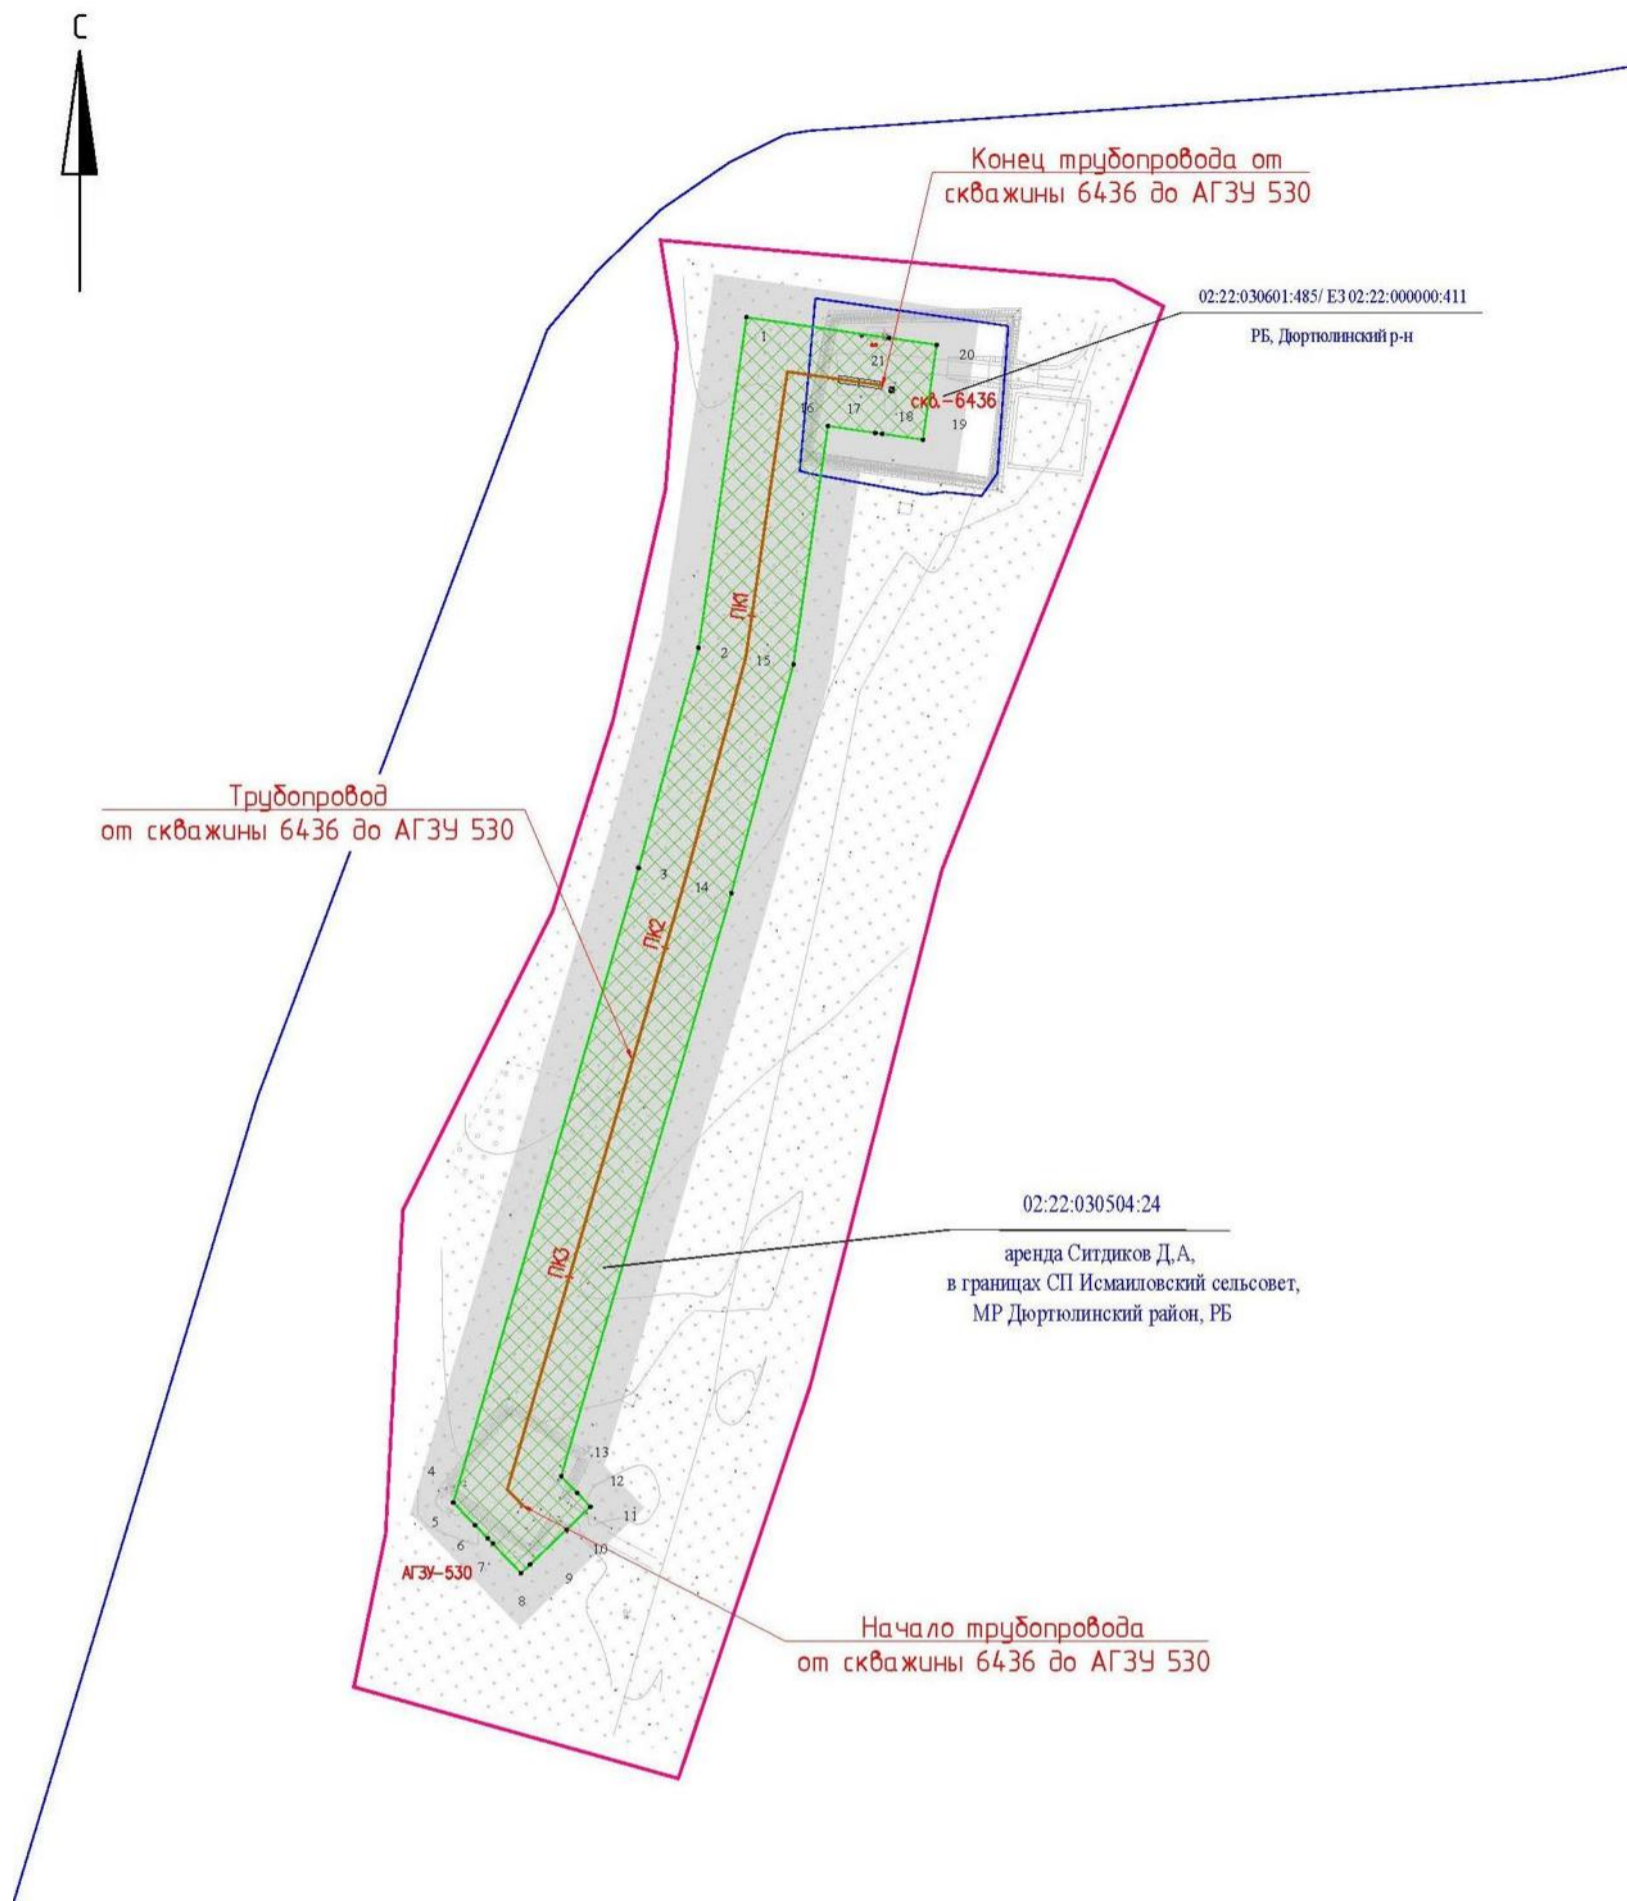 С
Конец трубопровода от
скважины 6436 до АГЗУ 530
02:22:030601:485/ ЕЗ 02:22:000000:411
РБ, Дюртюлинский р-н
1
21
20
скв.-6436
16
17
18
19
ПК1
2
15
Трубопровод
от скважины 6436 до АГЗУ 530
3
14
ПК2
02:22:030504:24
аренда Ситдиков Д,А,
в границах СП Исмаиловский сельсовет,
МР Дюртюлинский район, РБ
ПК3
13
4
12
5
11
6
10
7
АГЗУ-530
9
8
Начало трубопровода
от скважины 6436 до АГЗУ 530